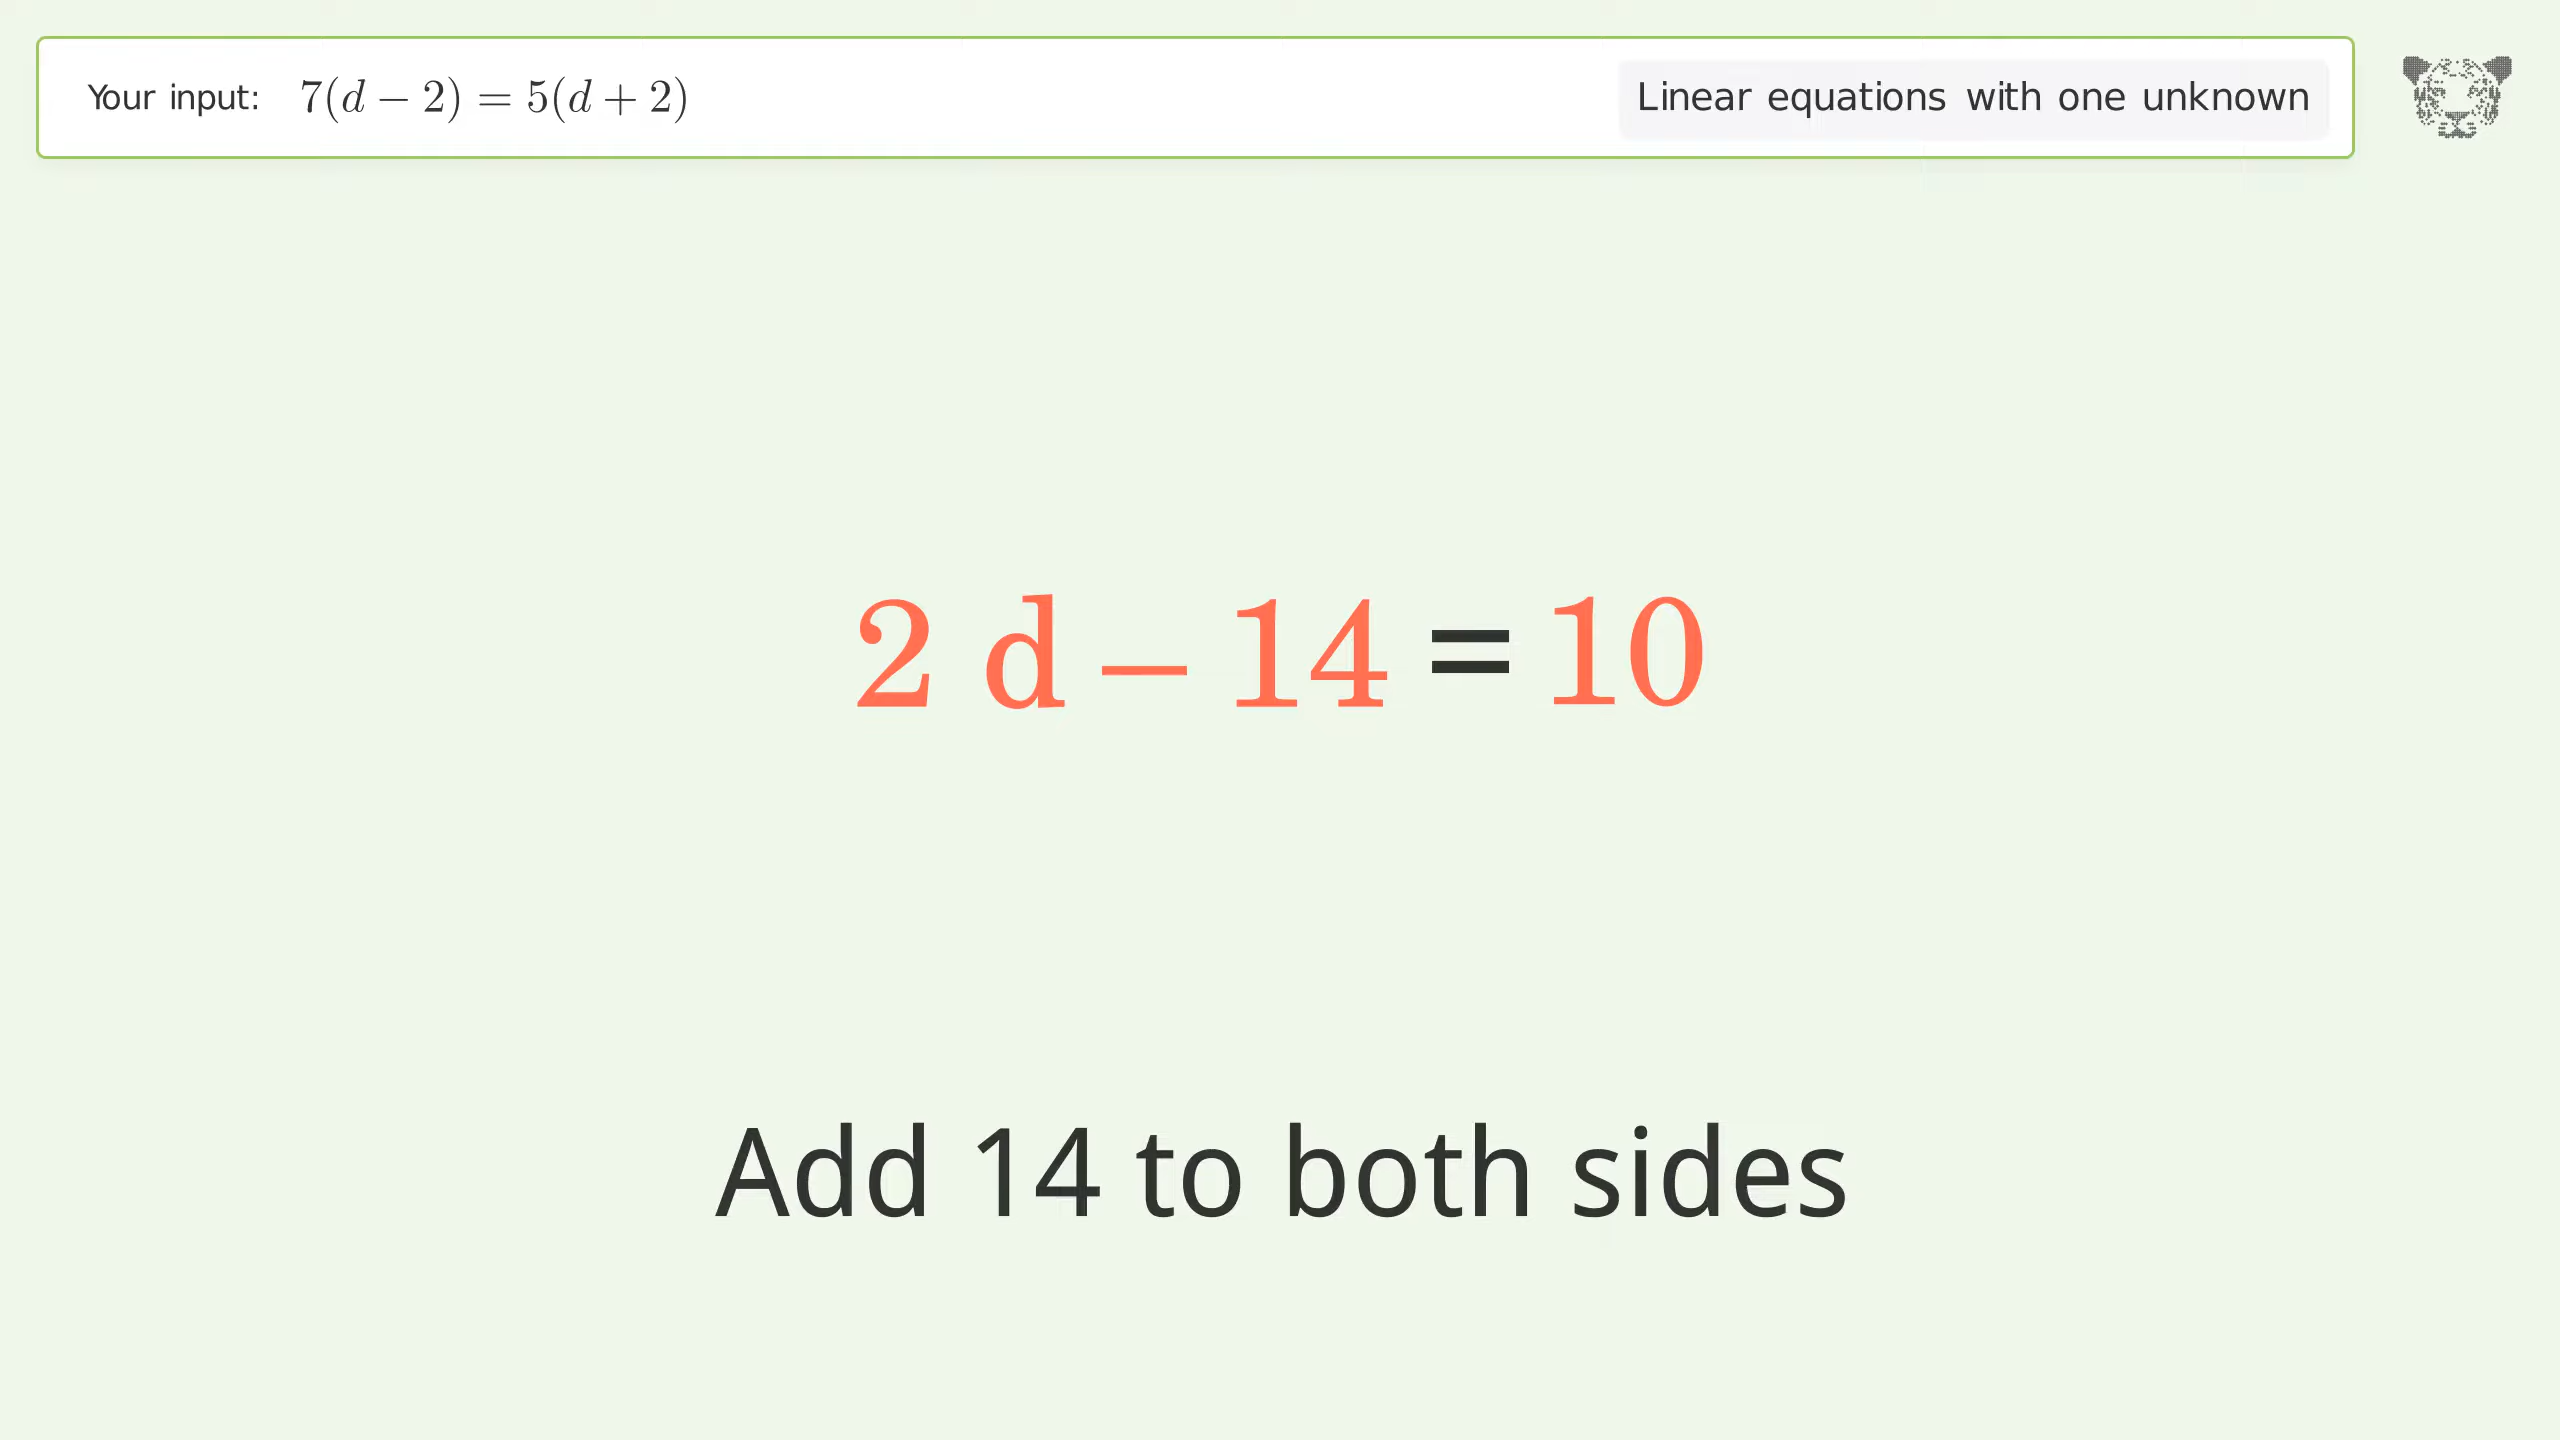 Your input: 7(d − 2) = 5(d + 2) Linear equations with one unknown
2 d − 14 = 10
Add 14 to both sides